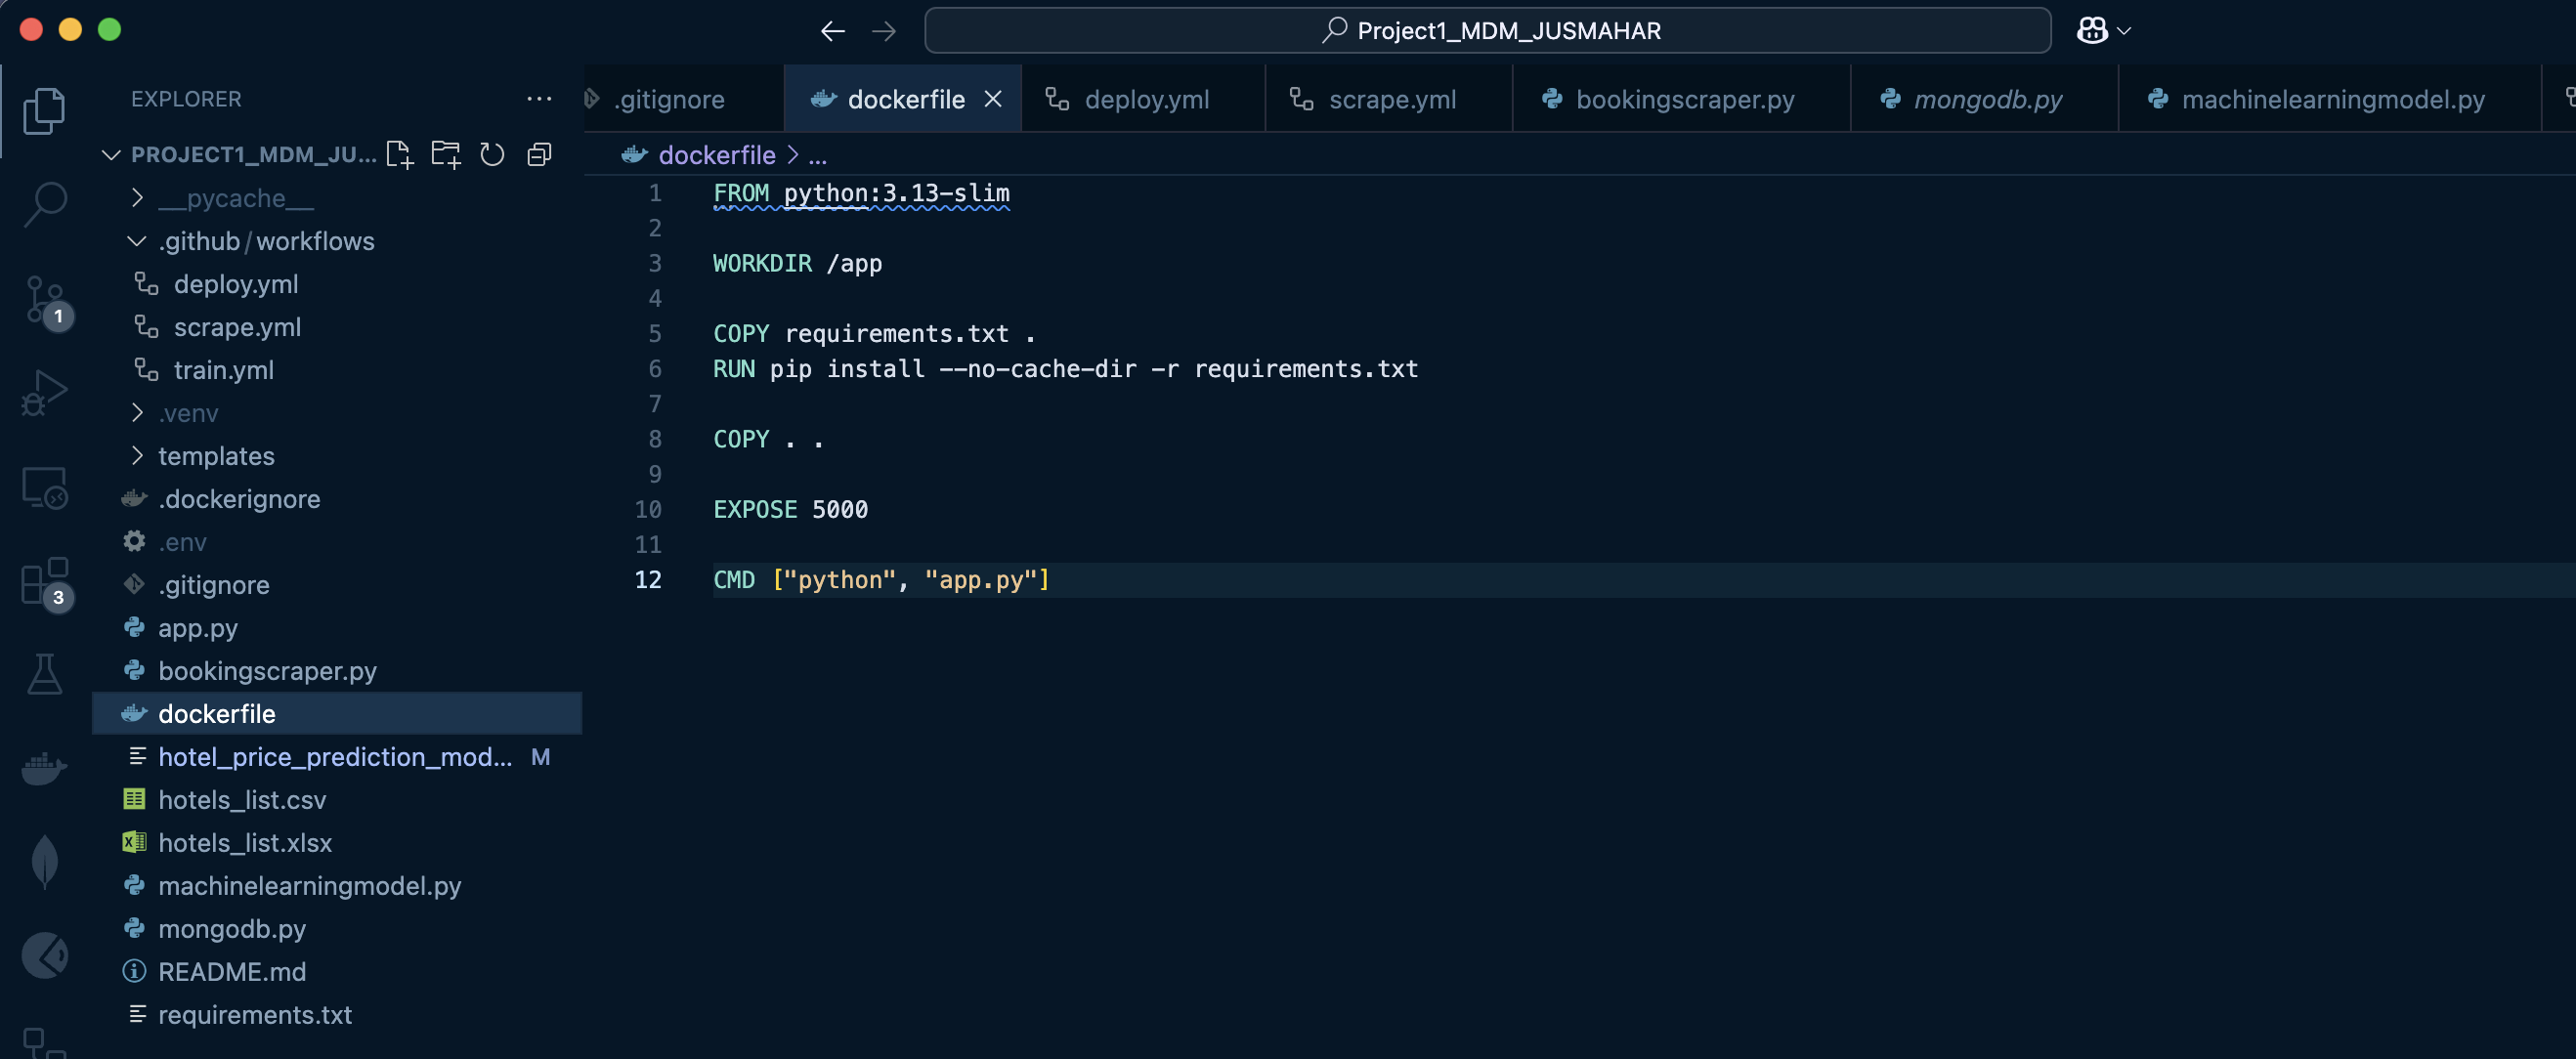 Project1_MDM_JUSMAHAR
EXPLORER
PROJECT1_MDM_JU...
__pycache__
.github/workflows
deploy.yml
scrape.yml
train.yml
.venv
templates
.dockerignore
.env
.gitignore
app.py
bookingscraper.py
dockerfile
hotel_price_prediction_mod... M
hotels_list.csv
hotels_list.xlsx
machinelearningmodel.py
mongodb.py
README.md
requirements.txt
1
3
.gitignore dockerfile deploy.yml scrape.yml bookingscraper.py mongodb.py machinelearningmodel.py
dockerfile > ...
1 FROM python:3.13-slim
2
3 WORKDIR /app
4
5 COPY requirements.txt .
6 RUN pip install --no-cache-dir -r requirements.txt
7
8 COPY . .
9
10 EXPOSE 5000
11
12 CMD ["python", "app.py"]